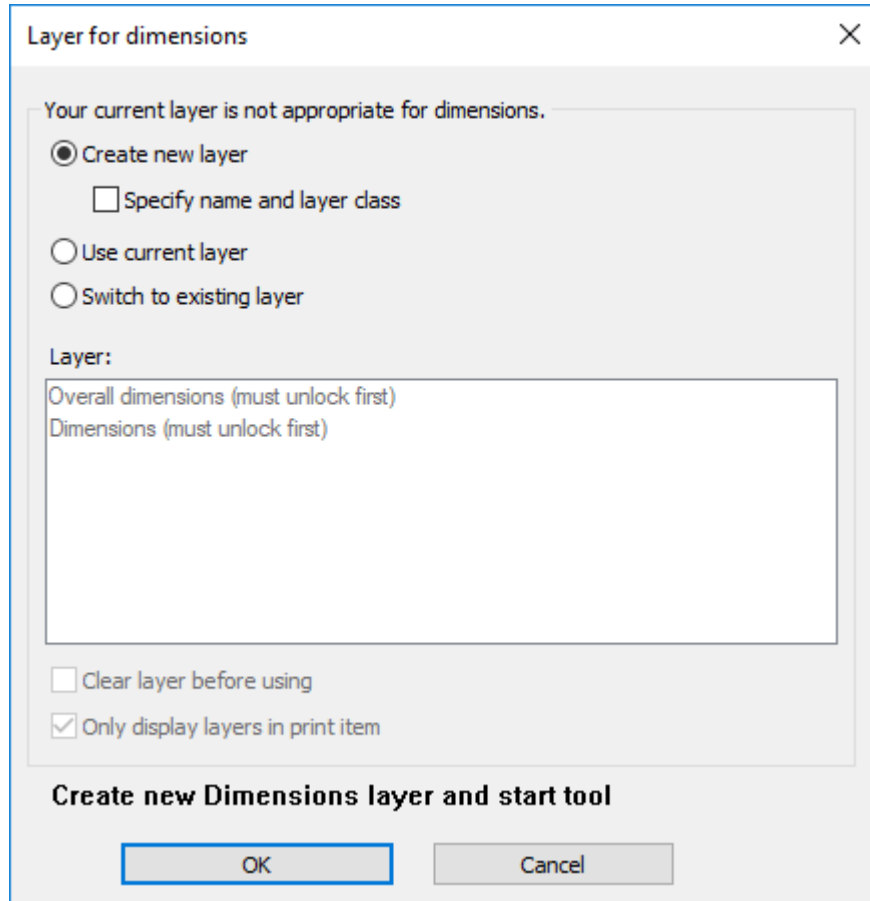 Layer for dimensions
Your current layer is not appropriate for dimensions.
Create new layer
Specify name and layer class
Use current layer
Switch to existing layer
Layer:
Overall dimensions (must unlock first)
Dimensions (must unlock first)
Clear layer before using
Only display layers in print item
Create new Dimensions layer and start tool
OK
Cancel